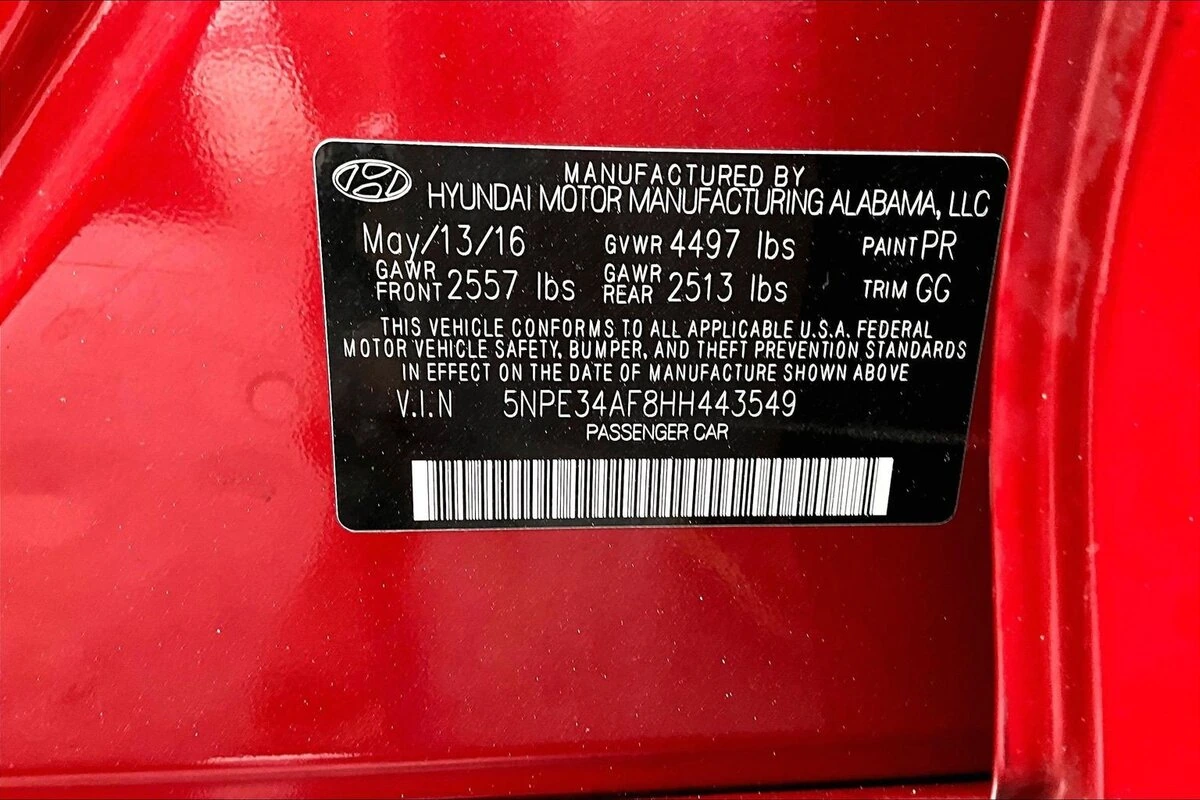 MANUFACTURED BY
HYUNDAI MOTOR MANUFACTURING ALABAMA, LLC
May/13/16 GVWR 4497 lbs PAINT PR
GAWR FRONT 2557 lbs GAWR REAR 2513 lbs TRIM GG
THIS VEHICLE CONFORMS TO ALL APPLICABLE U.S.A. FEDERAL
MOTOR VEHICLE SAFETY, BUMPER, AND THEFT PREVENTION STANDARDS
IN EFFECT ON THE DATE OF MANUFACTURE SHOWN ABOVE
V.I.N 5NPE34AF8HH443549
PASSENGER CAR